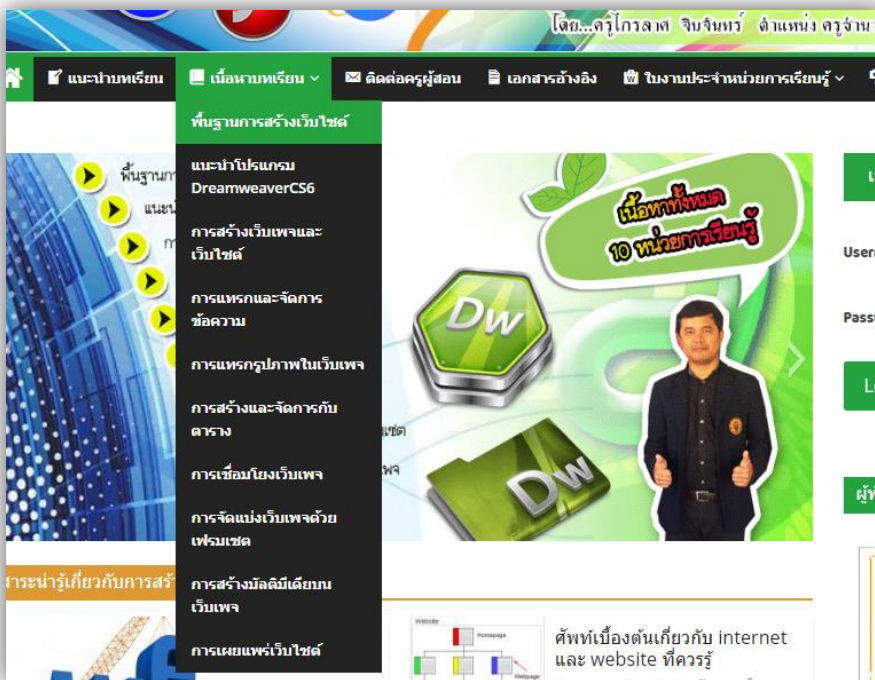 โดย...ครูไกรลาศ จิบจันทร์ ตำแหน่ง ครูชำน
แนะนำบทเรียน
เนื้อหาบทเรียน
ติดต่อครูผู้สอน
เอกสารอ้างอิง
ใบงานประจำหน่วยการเรียนรู้
พื้นฐานการสร้างเว็บไซต์
แนะนำโปรแกรม
DreamweaverCS6
การสร้างเว็บเพจและ
เว็บไซต์
การแทรกและจัดการ
ข้อความ
การแทรกรูปภาพในเว็บเพจ
การสร้างและจัดการกับ
ตาราง
การเชื่อมโยงเว็บเพจ
การจัดแบ่งเว็บเพจด้วย
เฟรมเซต
การสร้างมัลติมีเดียบน
เว็บเพจ
การเผยแพร่เว็บไซต์
พื้นฐานกา
แนะน
เนื้อหาทั้งหมด
10 หน่วยการเรียนรู้
Dw
Dw
Usern
Passw
สาระน่ารู้เกี่ยวกับการสร้า
Website
Homepage
Webpage
ศัพท์เบื้องต้นเกี่ยวกับ internet
และ website ที่ควรรู้